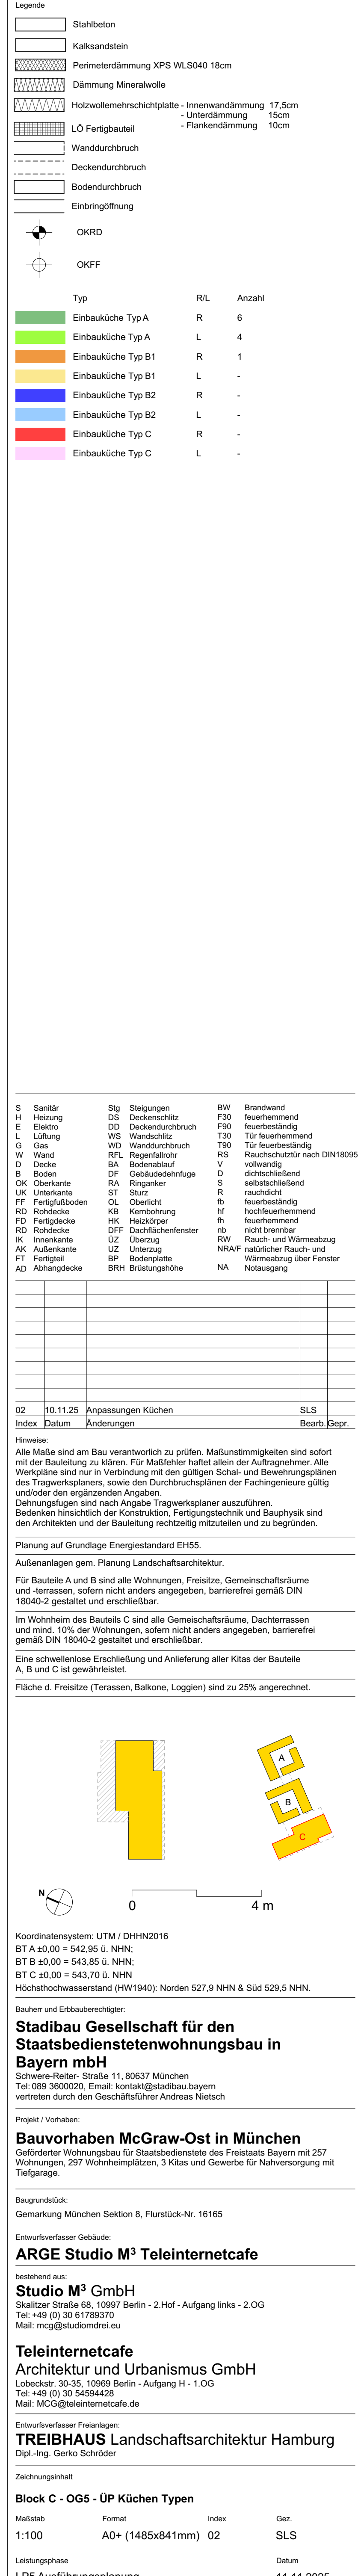 Legende
Stahlbeton
Kalksandstein
Perimeterdämmung XPS WLS040 18cm
Dämmung Mineralwolle
Holzwollemehrschichtplatte - Innenwandämmung 17,5cm
- Unterdämmung 15cm
- Flankendämmung 10cm
LÖ Fertigbauteil
Wanddurchbruch
Deckendurchbruch
Bodendurchbruch
Einbringöffnung
OKRD
OKFF
Typ R/L Anzahl
Einbauküche Typ A R 6
Einbauküche Typ A L 4
Einbauküche Typ B1 R 1
Einbauküche Typ B1 L -
Einbauküche Typ B2 R -
Einbauküche Typ B2 L -
Einbauküche Typ C R -
Einbauküche Typ C L -
S Sanitär
H Heizung
E Elektro
L Lüftung
G Gas
W Wand
D Decke
B Boden
OK Oberkante
UK Unterkante
FF Fertigfußboden
RD Rohdecke
FD Fertigdecke
RD Rohdecke
IK Innenkante
AK Außenkante
FT Fertigteil
AD Abhangdecke
Stg Steigungen
DS Deckenschlitz
DD Deckendurchbruch
WS Wandschlitz
WD Wanddurchbruch
RFL Regenfallrohr
BA Bodenablauf
DF Gebäudedehnfuge
RA Ringanker
ST Sturz
OL Oberlicht
KB Kernbohrung
HK Heizkörper
DFF Dachflächenfenster
ÜZ Überzug
UZ Unterzug
BP Bodenplatte
BRH Brüstungshöhe
BW Brandwand
F30 feuerhemmend
F90 feuerbeständig
T30 Tür feuerhemmend
T90 Tür feuerbeständig
RS Rauchschutztür nach DIN18095
V vollwandig
D dichtschließend
S selbstschließend
R rauchdicht
fb feuerbeständig
hf hochfeuerhemmend
fh feuerhemmend
nb nicht brennbar
RW Rauch- und Wärmeabzug
NRA/F natürlicher Rauch- und
Wärmeabzug über Fenster
NA Notausgang
02 10.11.25 Anpassungen Küchen SLS
Index Datum Änderungen Bearb. Gepr.
Hinweise:
Alle Maße sind am Bau verantworlich zu prüfen. Maßunstimmigkeiten sind sofort
mit der Bauleitung zu klären. Für Maßfehler haftet allein der Auftragnehmer. Alle
Werkpläne sind nur in Verbindung mit den gültigen Schal- und Bewehrungsplänen
des Tragwerksplaners, sowie den Durchbruchsplänen der Fachingenieure gültig
und/oder den ergänzenden Angaben.
Dehnungsfugen sind nach Angabe Tragwerksplaner auszuführen.
Bedenken hinsichtlich der Konstruktion, Fertigungstechnik und Bauphysik sind
den Architekten und der Bauleitung rechtzeitig mitzuteilen und zu begründen.
Planung auf Grundlage Energiestandard EH55.
Außenanlagen gem. Planung Landschaftsarchitektur.
Für Bauteile A und B sind alle Wohnungen, Freisitze, Gemeinschaftsräume
und -terrassen, sofern nicht anders angegeben, barrierefrei gemäß DIN
18040-2 gestaltet und erschließbar.
Im Wohnheim des Bauteils C sind alle Gemeischaftsräume, Dachterrassen
und mind. 10% der Wohnungen, sofern nicht anders angegeben, barrierefrei
gemäß DIN 18040-2 gestaltet und erschließbar.
Eine schwellenlose Erschließung und Anlieferung aller Kitas der Bauteile
A, B und C ist gewährleistet.
Fläche d. Freisitze (Terassen, Balkone, Loggien) sind zu 25% angerechnet.
A
B
C
N
0 4 m
Koordinatensystem: UTM / DHHN2016
BT A ±0,00 = 542,95 ü. NHN;
BT B ±0,00 = 543,85 ü. NHN;
BT C ±0,00 = 543,70 ü. NHN
Höchsthochwasserstand (HW1940): Norden 527,9 NHN & Süd 529,5 NHN.
Bauherr und Erbbauberechtigter:
Stadibau Gesellschaft für den
Staatsbedienstetenwohnungsbau in
Bayern mbH
Schwere-Reiter- Straße 11, 80637 München
Tel: 089 3600020, Email: kontakt@stadibau.bayern
vertreten durch den Geschäftsführer Andreas Nietsch
Projekt / Vorhaben:
Bauvorhaben McGraw-Ost in München
Geförderter Wohnungsbau für Staatsbedienstete des Freistaats Bayern mit 257
Wohnungen, 297 Wohnheimplätzen, 3 Kitas und Gewerbe für Nahversorgung mit
Tiefgarage.
Baugrundstück:
Gemarkung München Sektion 8, Flurstück-Nr. 16165
Entwurfsverfasser Gebäude:
ARGE Studio M³ Teleinternetcafe
bestehend aus:
Studio M³ GmbH
Skalitzer Straße 68, 10997 Berlin - 2.Hof - Aufgang links - 2.OG
Tel: +49 (0) 30 61789370
Mail: mcg@studiomdrei.eu
Teleinternetcafe
Architektur und Urbanismus GmbH
Lobeckstr. 30-35, 10969 Berlin - Aufgang H - 1.OG
Tel: +49 (0) 30 54594428
Mail: MCG@teleinternetcafe.de
Entwurfsverfasser Freianlagen:
TREIBHAUS Landschaftsarchitektur Hamburg
Dipl.-Ing. Gerko Schröder
Zeichnungsinhalt
Block C - OG5 - ÜP Küchen Typen
Maßstab Format Index Gez.
1:100 A0+ (1485x841mm) 02 SLS
Leistungsphase Datum
LP5 Ausführungsplanung 11.11.2025